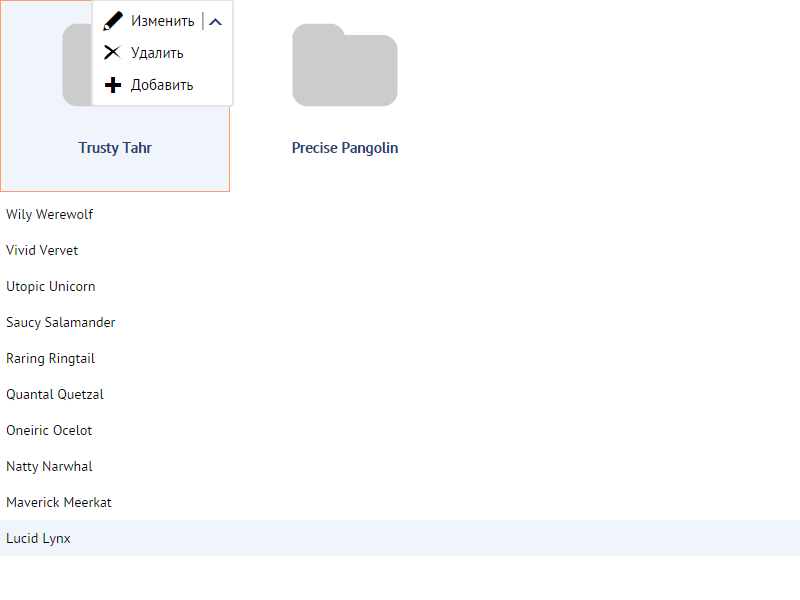 Изменить
Удалить
Добавить
Trusty Tahr
Precise Pangolin
Wily Werewolf
Vivid Vervet
Utopic Unicorn
Saucy Salamander
Raring Ringtail
Quantal Quetzal
Oneiric Ocelot
Natty Narwhal
Maverick Meerkat
Lucid Lynx